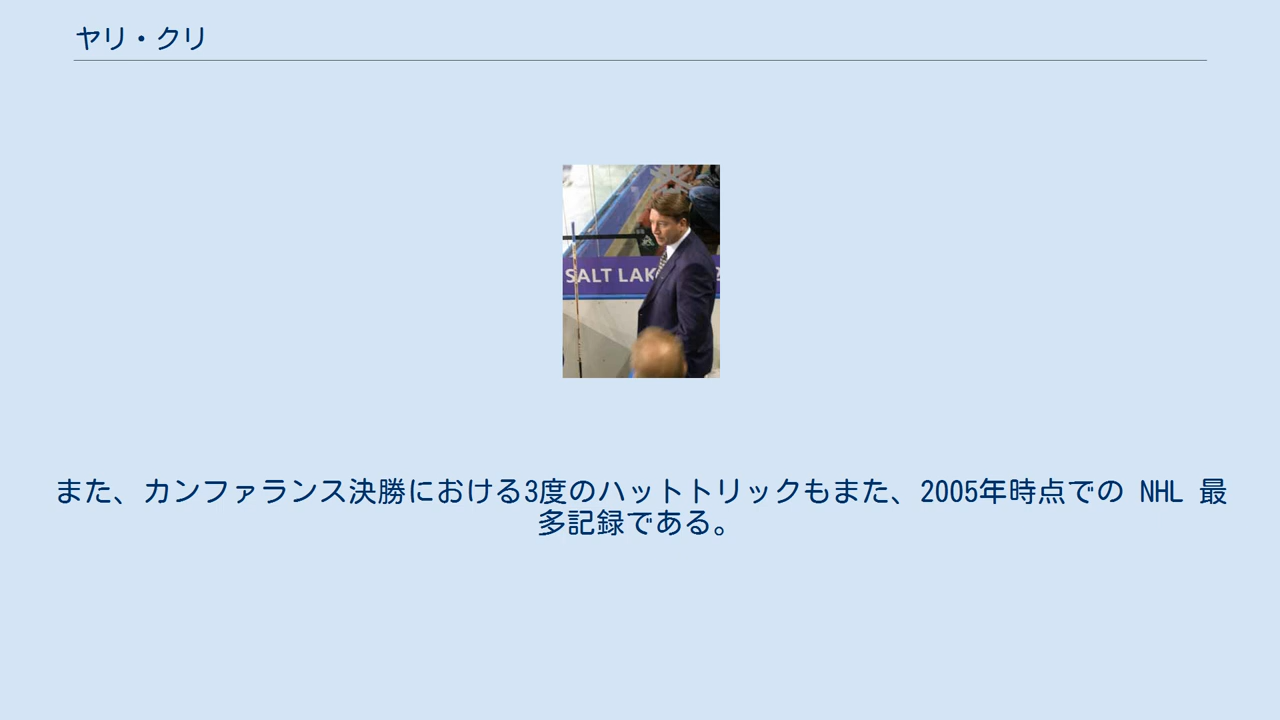 ヤリ・クリ
SALT LAK
また、カンファランス決勝における3度のハットトリックもまた、2005年時点での NHL 最
多記録である。